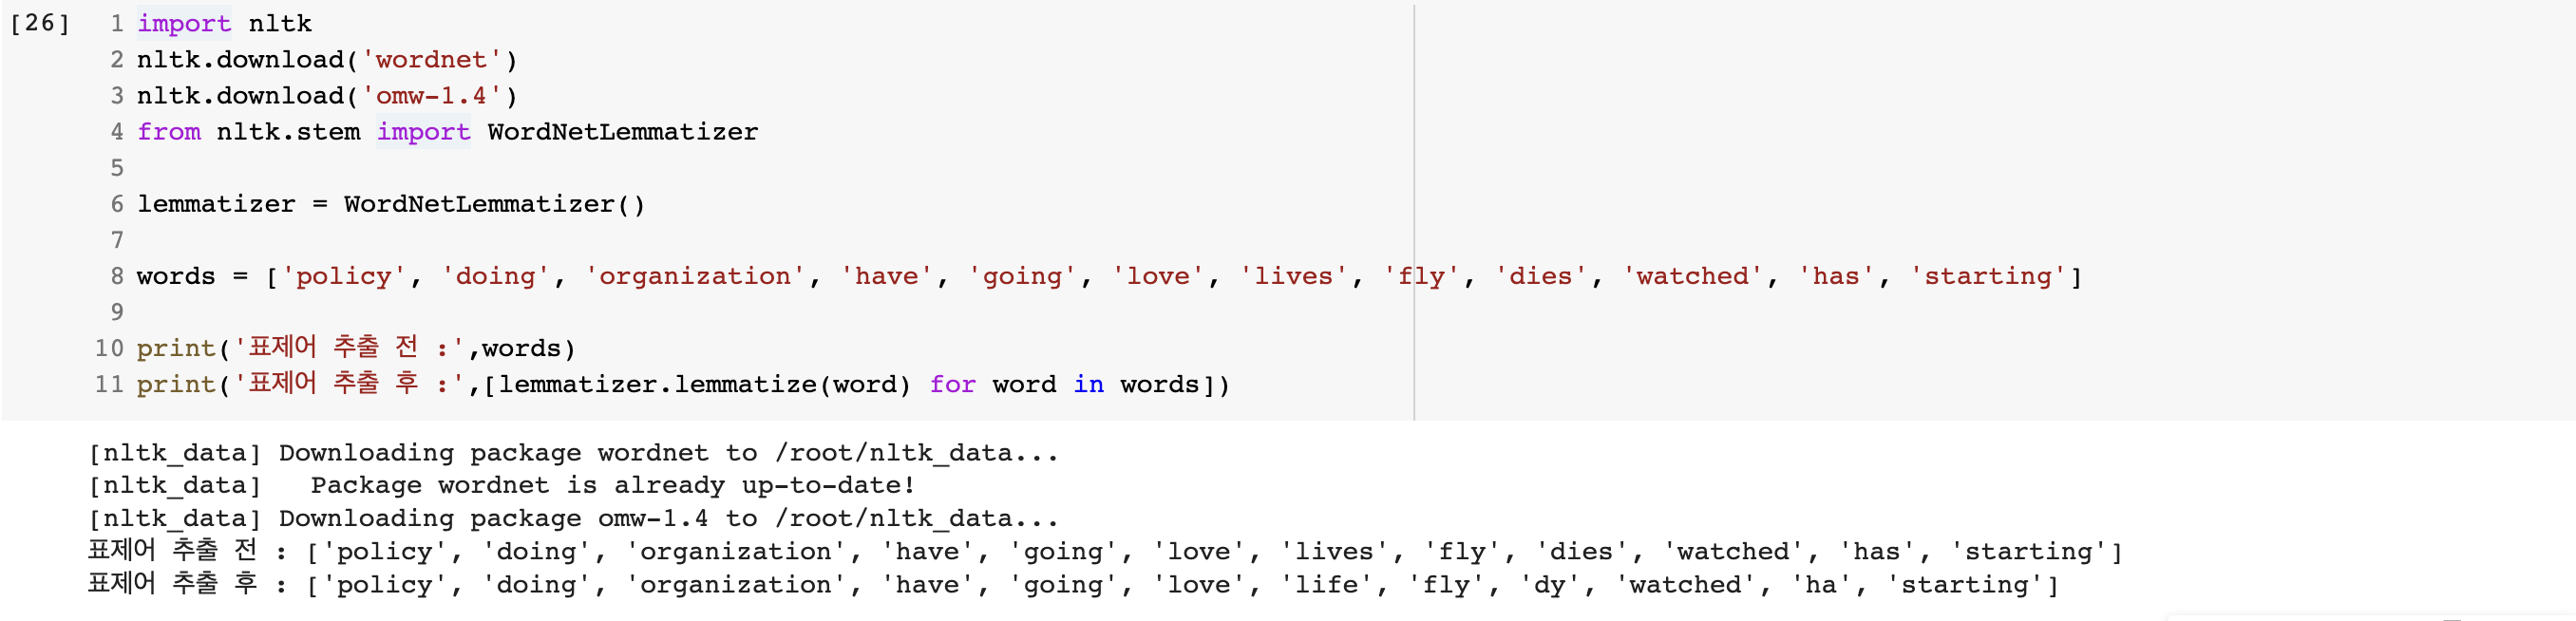 [26] 1 import nltk
2 nltk.download('wordnet')
3 nltk.download('omw-1.4')
4 from nltk.stem import WordNetLemmatizer
5
6 lemmatizer = WordNetLemmatizer()
7
8 words = ['policy', 'doing', 'organization', 'have', 'going', 'love', 'lives', 'fly', 'dies', 'watched', 'has', 'starting']
9
10 print('표제어 추출 전 :',words)
11 print('표제어 추출 후 :',[lemmatizer.lemmatize(word) for word in words])
[nltk_data] Downloading package wordnet to /root/nltk_data...
[nltk_data]   Package wordnet is already up-to-date!
[nltk_data] Downloading package omw-1.4 to /root/nltk_data...
표제어 추출 전 : ['policy', 'doing', 'organization', 'have', 'going', 'love', 'lives', 'fly', 'dies', 'watched', 'has', 'starting']
표제어 추출 후 : ['policy', 'doing', 'organization', 'have', 'going', 'love', 'life', 'fly', 'dy', 'watched', 'ha', 'starting']